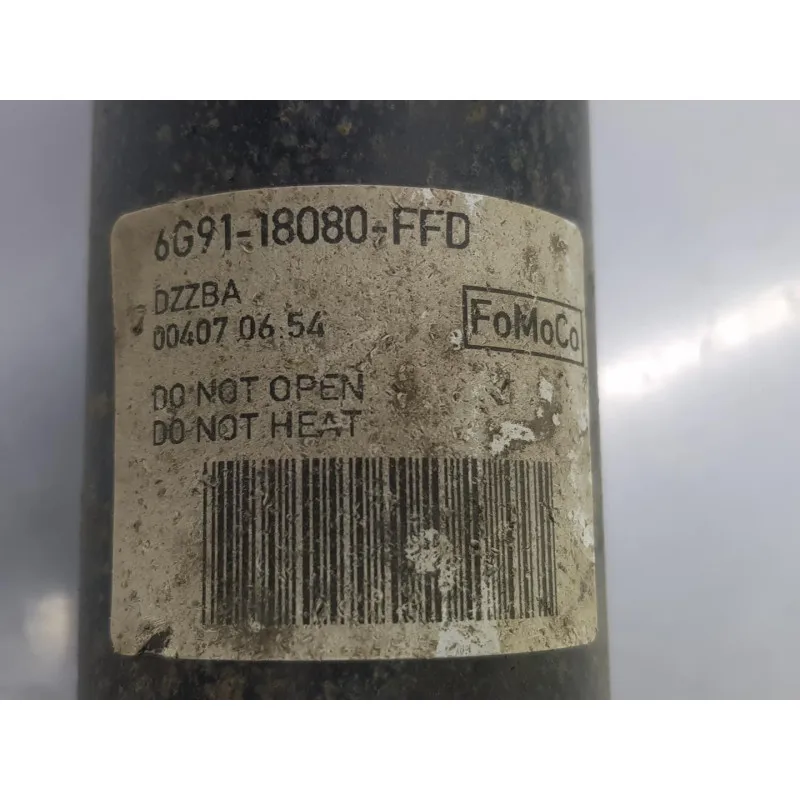 6G91-18080-FFD
DZZBA
00407 06.54
FoMoCo
DO NOT OPEN
DO NOT HEAT